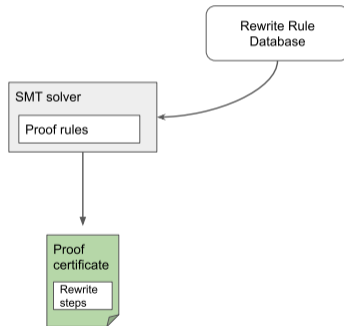 Rewrite Rule
Database
SMT solver
Proof rules
Proof
certificate
Rewrite
steps